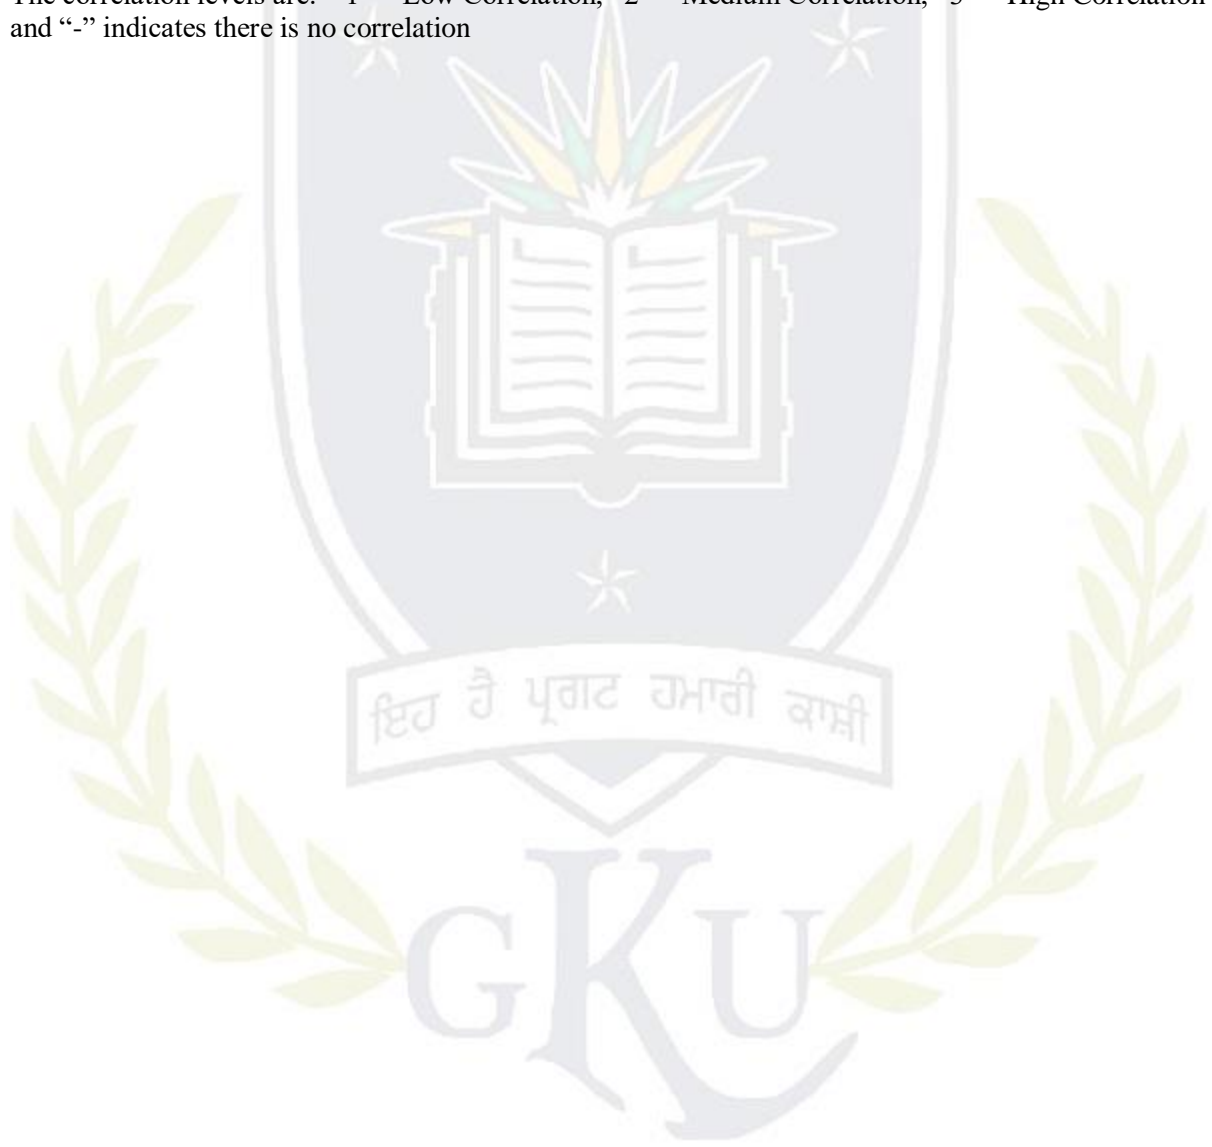 The correlation levels are: 1 Low Correlation, 2 Medium Correlation, 3 High Correlation
and “-” indicates there is no correlation
ਇਹ ਹੈ ਪ੍ਰਗਟ ਹਮਾਰੀ ਕਾਸ਼ੀ
GKU